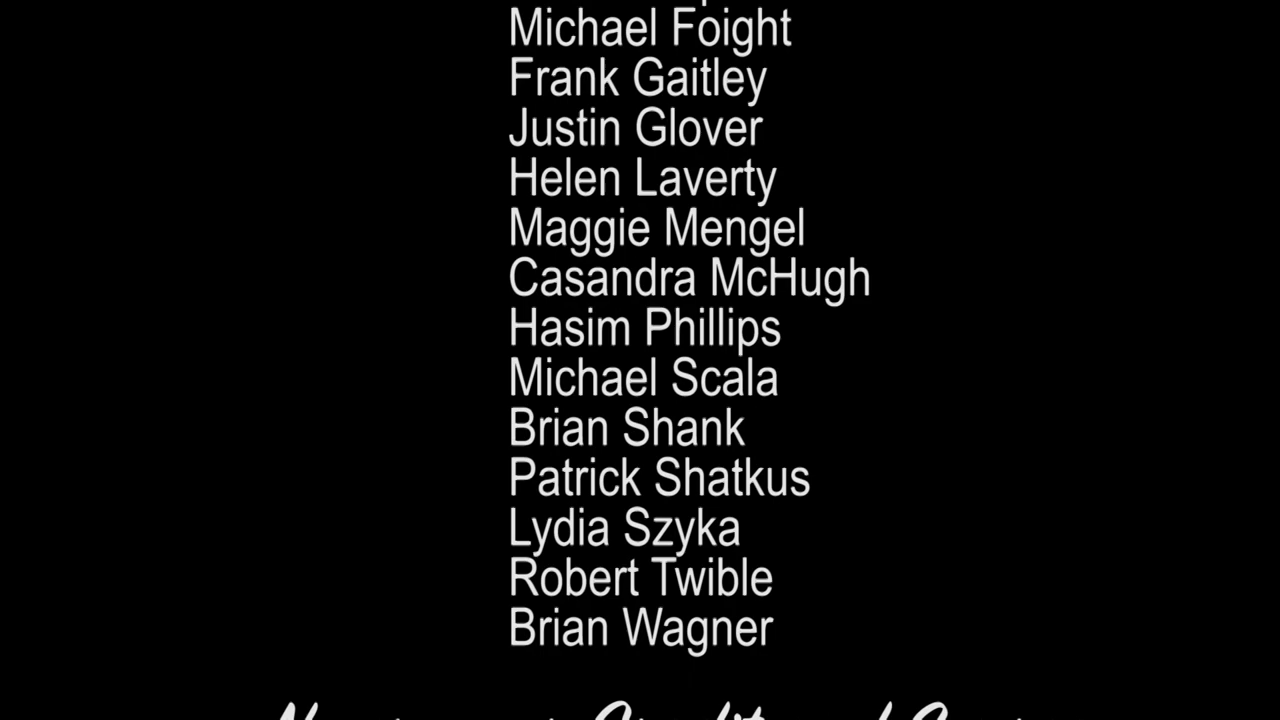 Michael Foight
Frank Gaitley
Justin Glover
Helen Laverty
Maggie Mengel
Casandra McHugh
Hasim Phillips
Michael Scala
Brian Shank
Patrick Shatkus
Lydia Szyka
Robert Twible
Brian Wagner